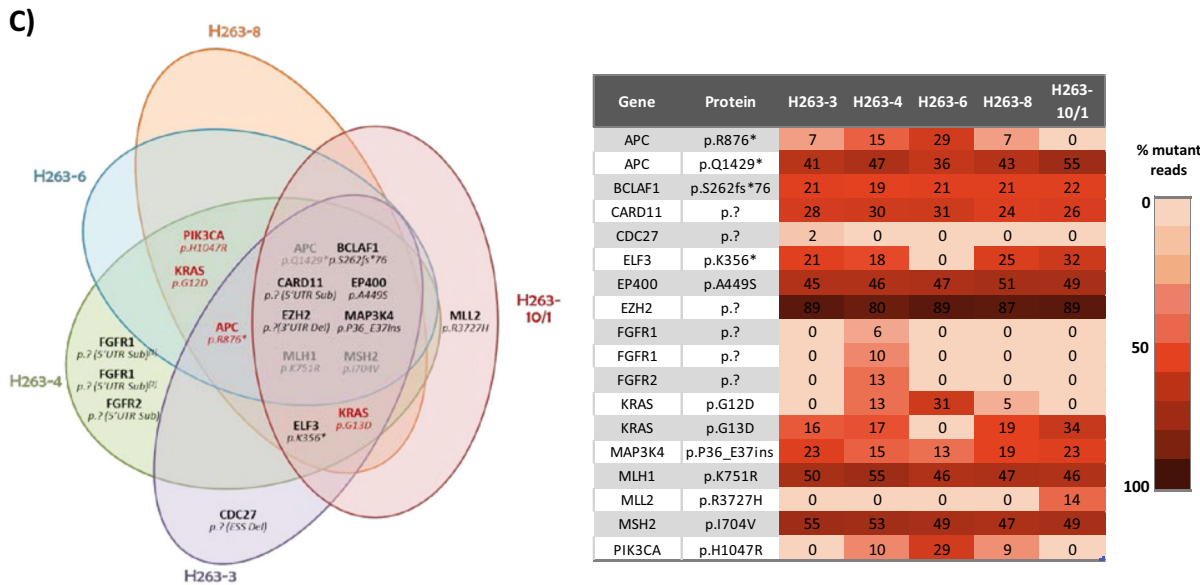 C)
H263-8
H263-6
H263-4
H263-3
H263-
10/1
PIK3CA
p.H1047R
KRAS
p.G12D
APC
p.R876*
FGFR1
p.? (5'UTR Sub)[1]
FGFR1
p.? (5'UTR Sub)[2]
FGFR2
p.? (5'UTR Sub)
APC BCLAF1
p.Q1429* p.S262fs*76
CARD11 EP400
p.? (5'UTR Sub) p.A449S
EZH2 MAP3K4
p.?(3'UTR Del) p.P36_E37Ins
MLH1 MSH2
p.K751R p.I704V
MLL2
p.R3727H
KRAS
p.G13D
ELF3
p.K356*
CDC27
p.? (ESS Del)
Gene Protein H263-3 H263-4 H263-6 H263-8 H263-10/1
APC p.R876* 7 15 29 7 0
APC p.Q1429* 41 47 36 43 55
BCLAF1 p.S262fs*76 21 19 21 21 22
CARD11 p.? 28 30 31 24 26
CDC27 p.? 2 0 0 0 0
ELF3 p.K356* 21 18 0 25 32
EP400 p.A449S 45 46 47 51 49
EZH2 p.? 89 80 89 87 89
FGFR1 p.? 0 6 0 0 0
FGFR1 p.? 0 10 0 0 0
FGFR2 p.? 0 13 0 0 0
KRAS p.G12D 0 13 31 5 0
KRAS p.G13D 16 17 0 19 34
MAP3K4 p.P36_E37ins 23 15 13 19 23
MLH1 p.K751R 50 55 46 47 46
MLL2 p.R3727H 0 0 0 0 14
MSH2 p.I704V 55 53 49 47 49
PIK3CA p.H1047R 0 10 29 9 0
% mutant
reads
0
50
100